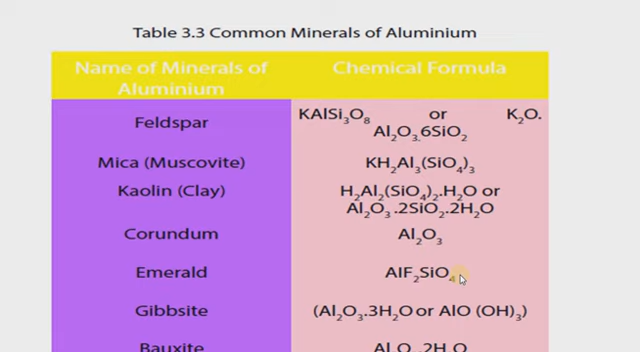 Table 3.3 Common Minerals of Aluminium
Name of Minerals of Aluminium
Chemical Formula
Feldspar
KAlSi₃O₈ or K₂O.
Al₂O₃.6SiO₂
Mica (Muscovite)
KH₂Al₃(SiO₄)₃
Kaolin (Clay)
H₂Al₂(SiO₄)₂.H₂O or
Al₂O₃.2SiO₂.2H₂O
Corundum
Al₂O₃
Emerald
AlF₂SiO₄
Gibbsite
(Al₂O₃.3H₂O or AlO (OH)₃)
Bauxite
Al₂O₃.2H₂O